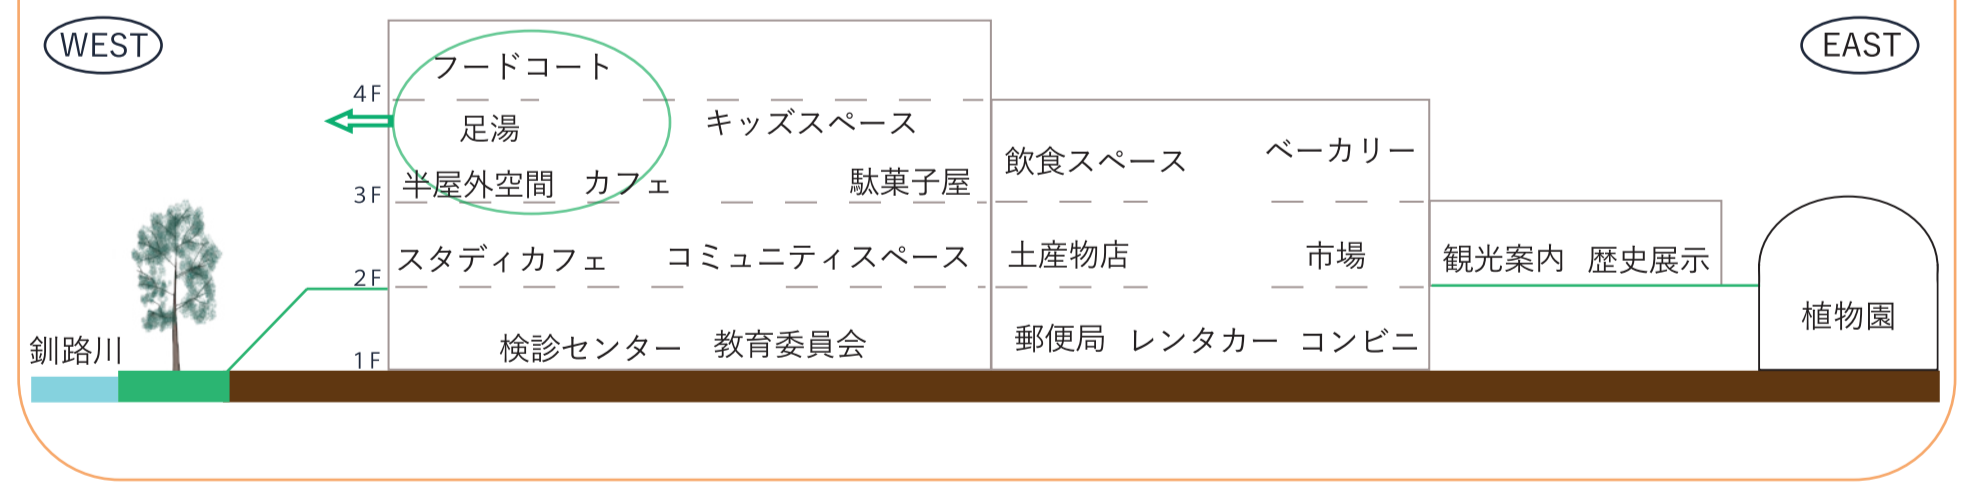 WEST
EAST
フードコート
4F
足湯
キッズスペース
飲食スペース
ベーカリー
半屋外空間
カフェ
駄菓子屋
3F
スタディカフェ
コミュニティスペース
土産物店
市場
観光案内
歴史展示
2F
検診センター
教育委員会
郵便局
レンタカー
コンビニ
植物園
釧路川
1F